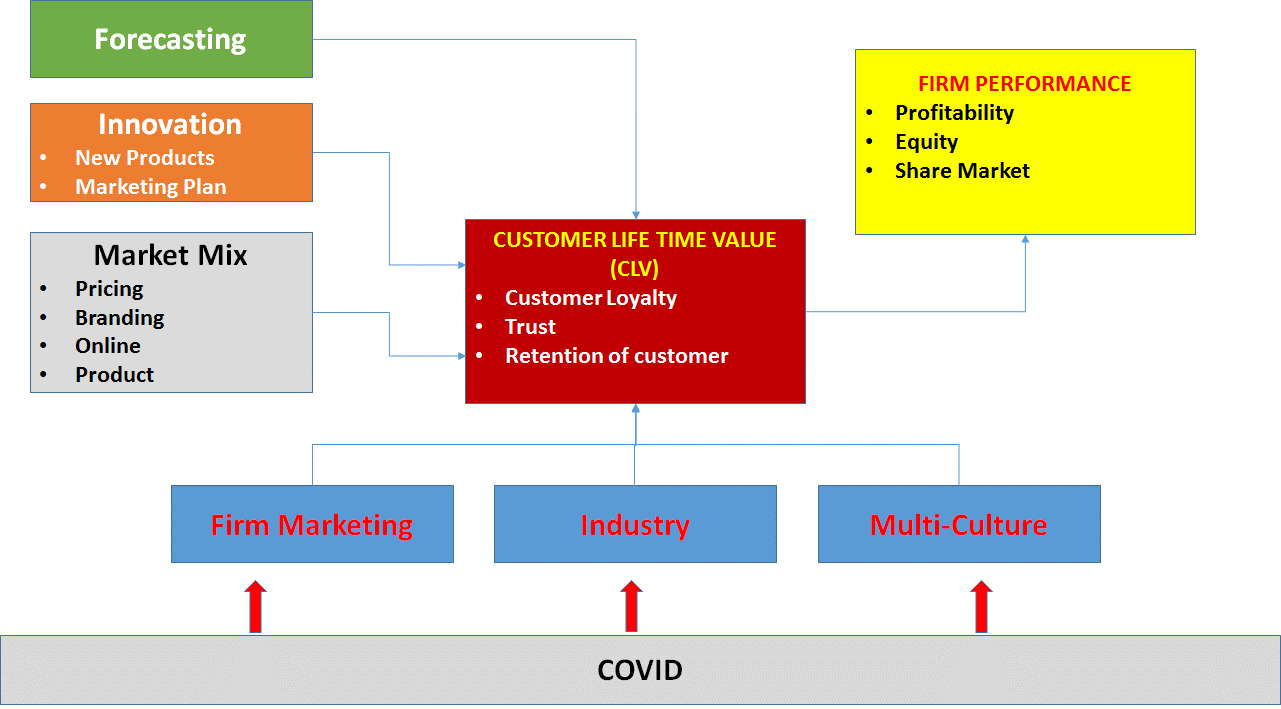 Forecasting
Innovation
• New Products
• Marketing Plan
Market Mix
• Pricing
• Branding
• Online
• Product
CUSTOMER LIFE TIME VALUE
(CLV)
• Customer Loyalty
• Trust
• Retention of customer
FIRM PERFORMANCE
• Profitability
• Equity
• Share Market
Firm Marketing
Industry
Multi-Culture
COVID